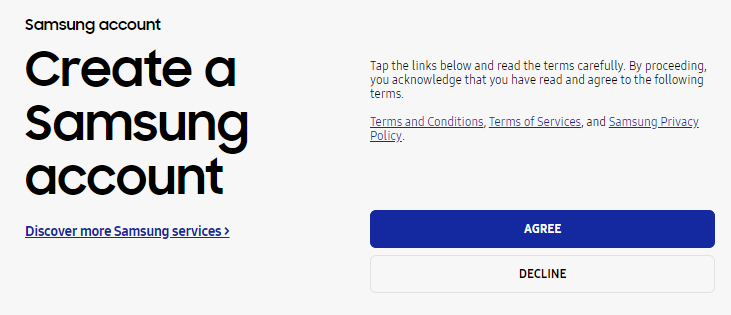 Samsung account
Create a
Samsung
account
Discover more Samsung services >
Tap the links below and read the terms carefully. By proceeding,
you acknowledge that you have read and agree to the following
terms.
Terms and Conditions, Terms of Services, and Samsung Privacy
Policy.
AGREE
DECLINE